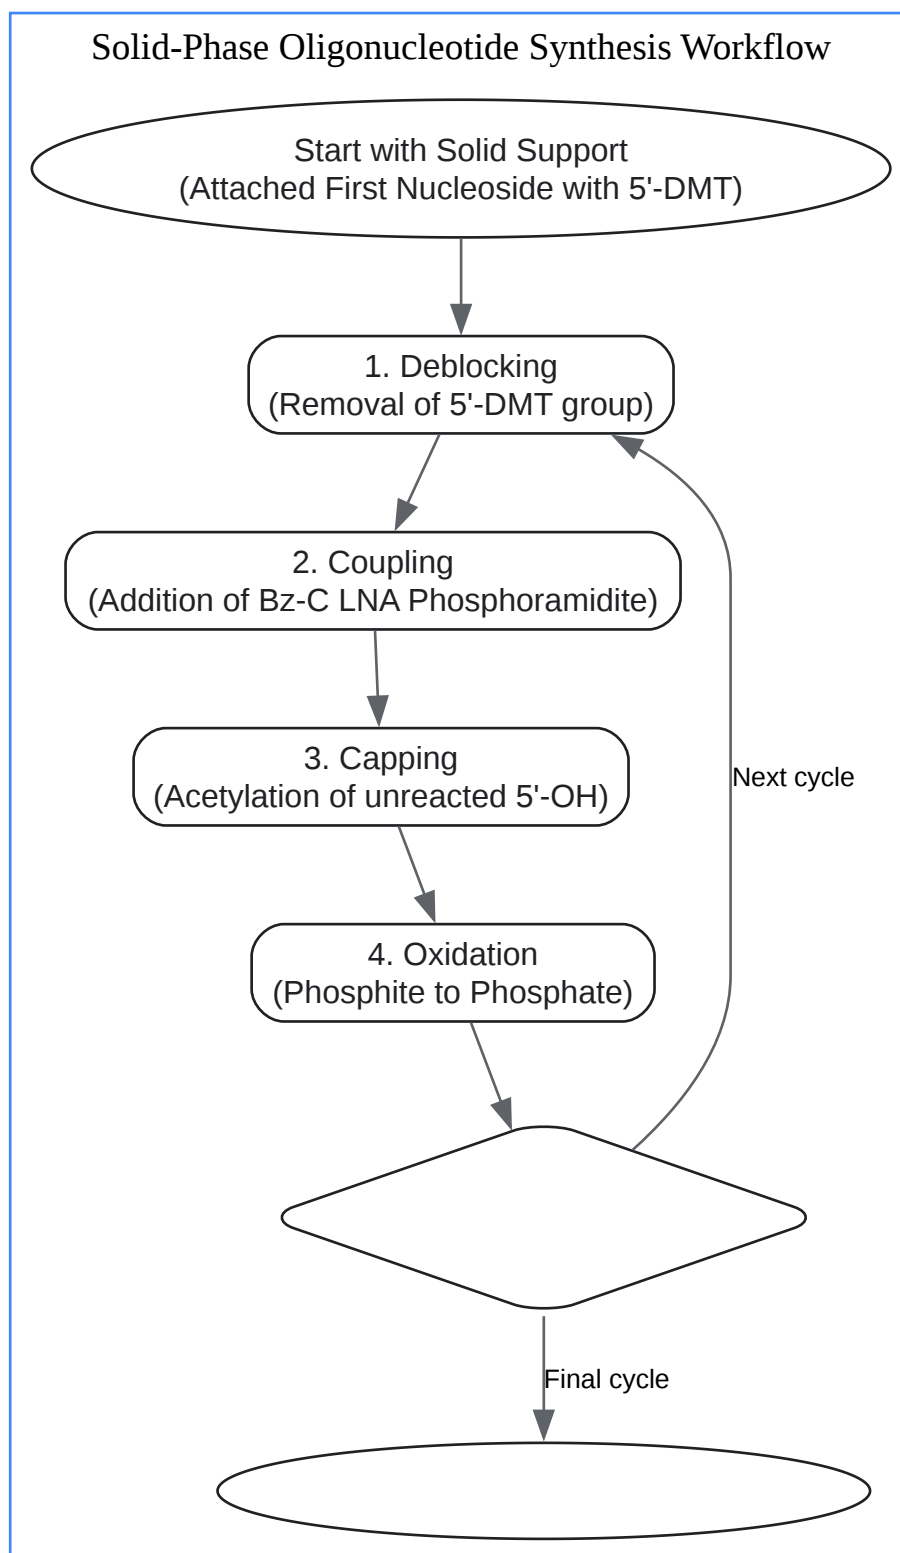 Solid-Phase Oligonucleotide Synthesis Workflow
Start with Solid Support
(Attached First Nucleoside with 5'-DMT)
1. Deblocking
(Removal of 5'-DMT group)
2. Coupling
(Addition of Bz-C LNA Phosphoramidite)
3. Capping
(Acetylation of unreacted 5'-OH)
Next cycle
4. Oxidation
(Phosphite to Phosphate)
Final cycle